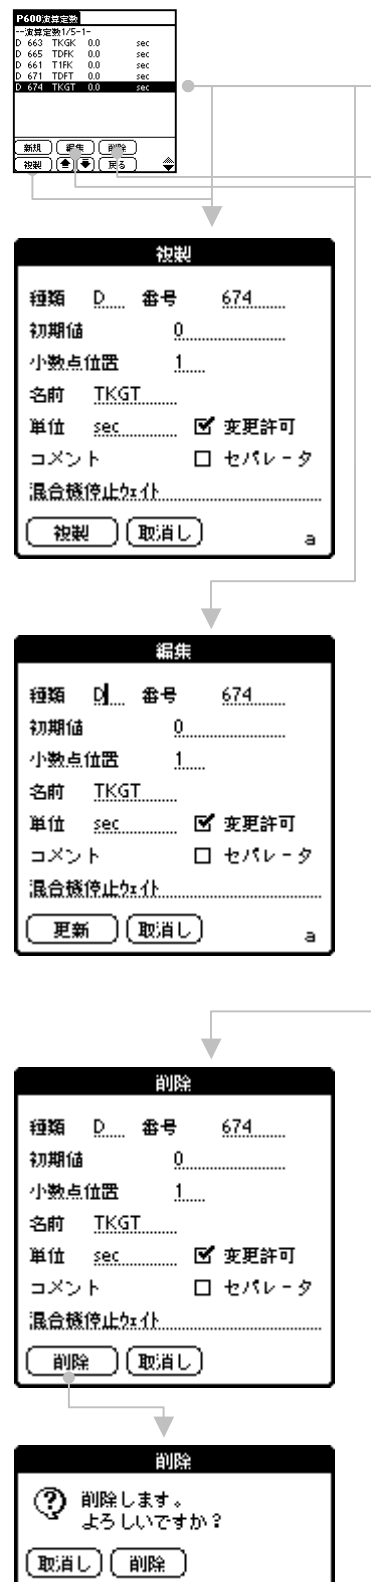 P600演算定数
--演算定数1/5-1-
D 663 TKGK 0.0 sec
D 665 TDFK 0.0 sec
D 661 T1FK 0.0 sec
D 671 TDFT 0.0 sec
D 674 TKGT 0.0 sec
新規 編集 削除
複製 戻る
複製
種類 D 番号 674
初期値 0
小数点位置 1
名前 TKGT
単位 sec 変更許可
コメント セパレータ
混合機停止ウェイト
複製 取消し a
編集
種類 D 番号 674
初期値 0
小数点位置 1
名前 TKGT
単位 sec 変更許可
コメント セパレータ
混合機停止ウェイト
更新 取消し a
削除
種類 D 番号 674
初期値 0
小数点位置 1
名前 TKGT
単位 sec 変更許可
コメント セパレータ
混合機停止ウェイト
削除 取消し
削除
削除します。
よろしいですか?
取消し 削除